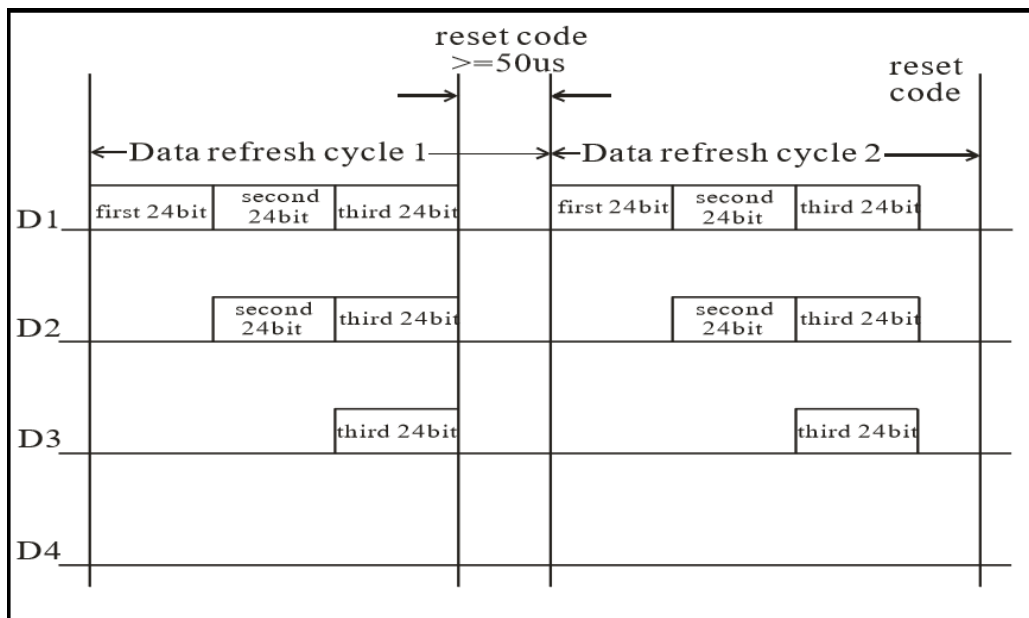 reset code
>=50us
reset
code
Data refresh cycle 1
Data refresh cycle 2
D1
first 24bit
second
24bit
third 24bit
first 24bit
second
24bit
third 24bit
D2
second
24bit
third 24bit
second
24bit
third 24bit
D3
third 24bit
third 24bit
D4